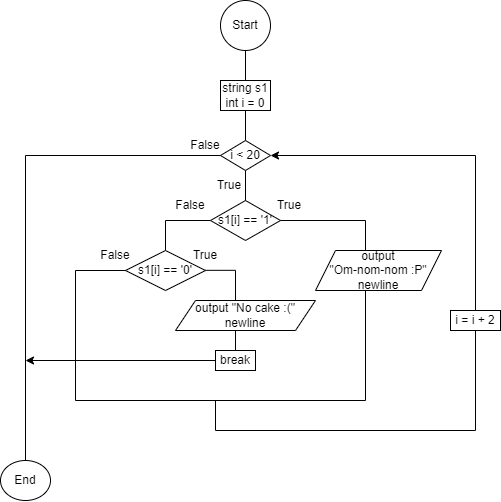 Start
string s1
int i = 0
False
i < 20
True
False
True
s1[i] == '1'
False
True
s1[i] == '0'
output
"Om-nom-nom :P"
newline
output "No cake :("
newline
i = i + 2
break
End